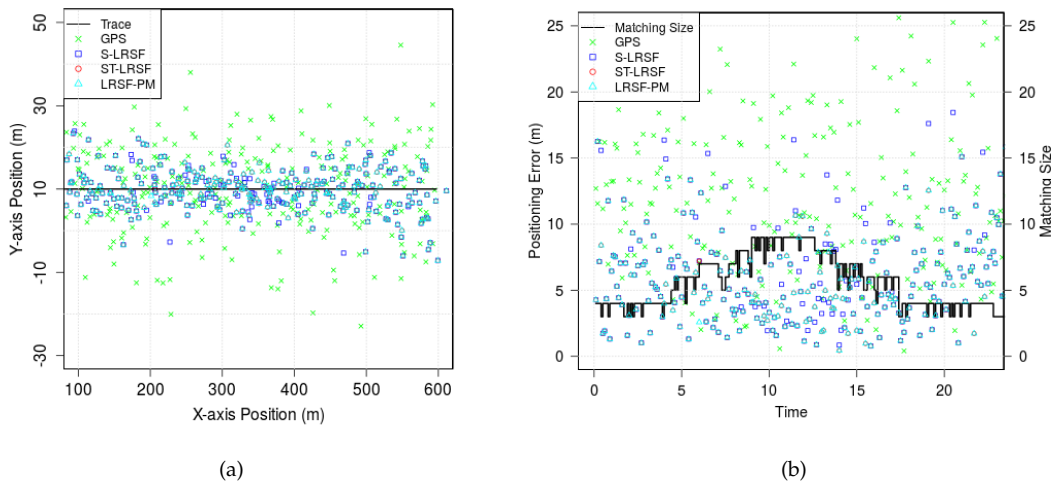 50
30
10
-10
-30
Y-axis Position (m)
Trace
GPS
S-LRSF
ST-LRSF
LRSF-PM
100
200
300
400
500
600
X-axis Position (m)
(a)
25
20
15
10
5
0
Positioning Error (m)
Matching Size
GPS
S-LRSF
ST-LRSF
LRSF-PM
25
20
15
10
5
0
Matching Size
0
5
10
15
20
Time
(b)